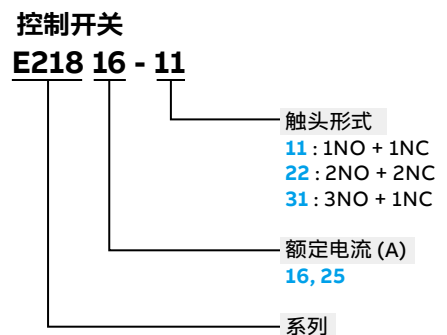 控制开关
E218 16 - 11
触头形式
11 : 1NO + 1NC
22 : 2NO + 2NC
31 : 3NO + 1NC
额定电流 (A)
16, 25
系列